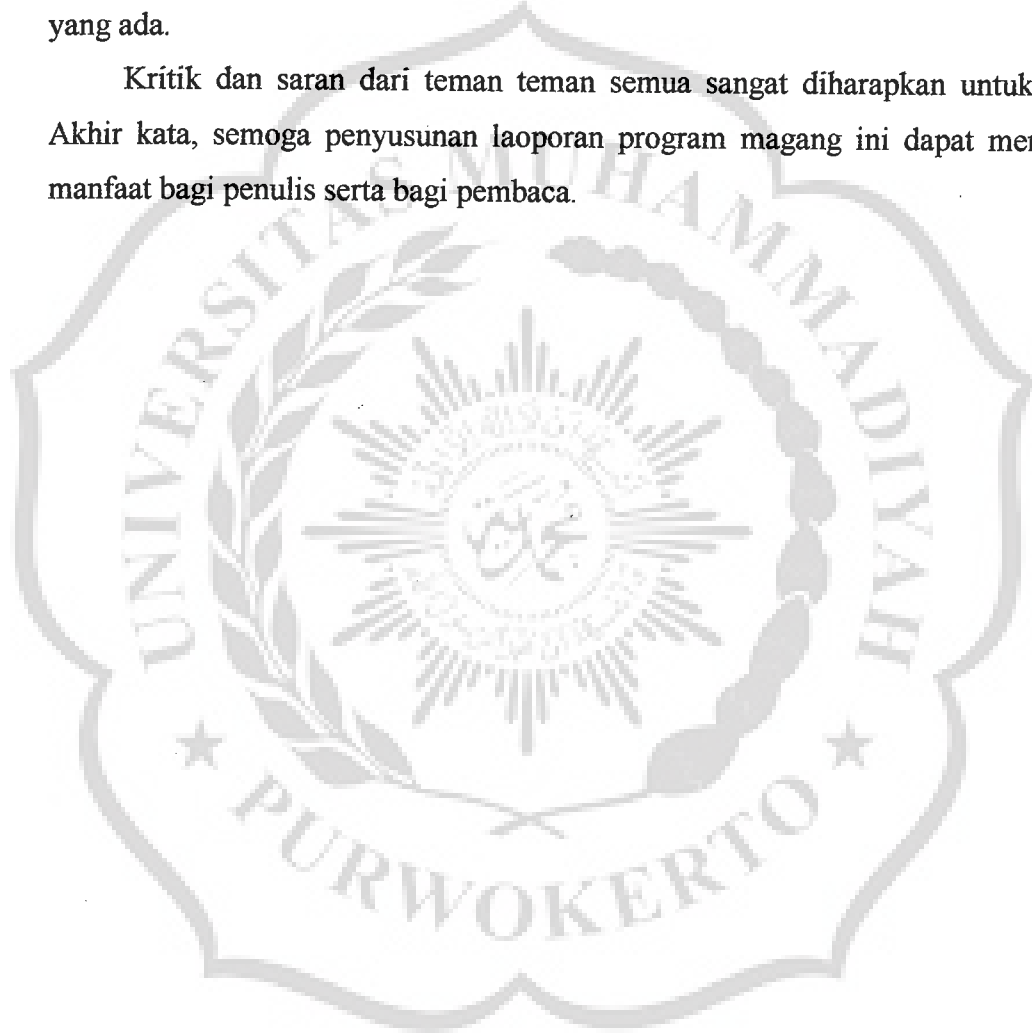 yang ada.
Kritik dan saran dari teman teman semua sangat diharapkan untuk
Akhir kata, semoga penyusunan laoporan program magang ini dapat mer
manfaat bagi penulis serta bagi pembaca.
UNIVERSITAS MUHAMMADIYAH
★ PURWOKERTO ★